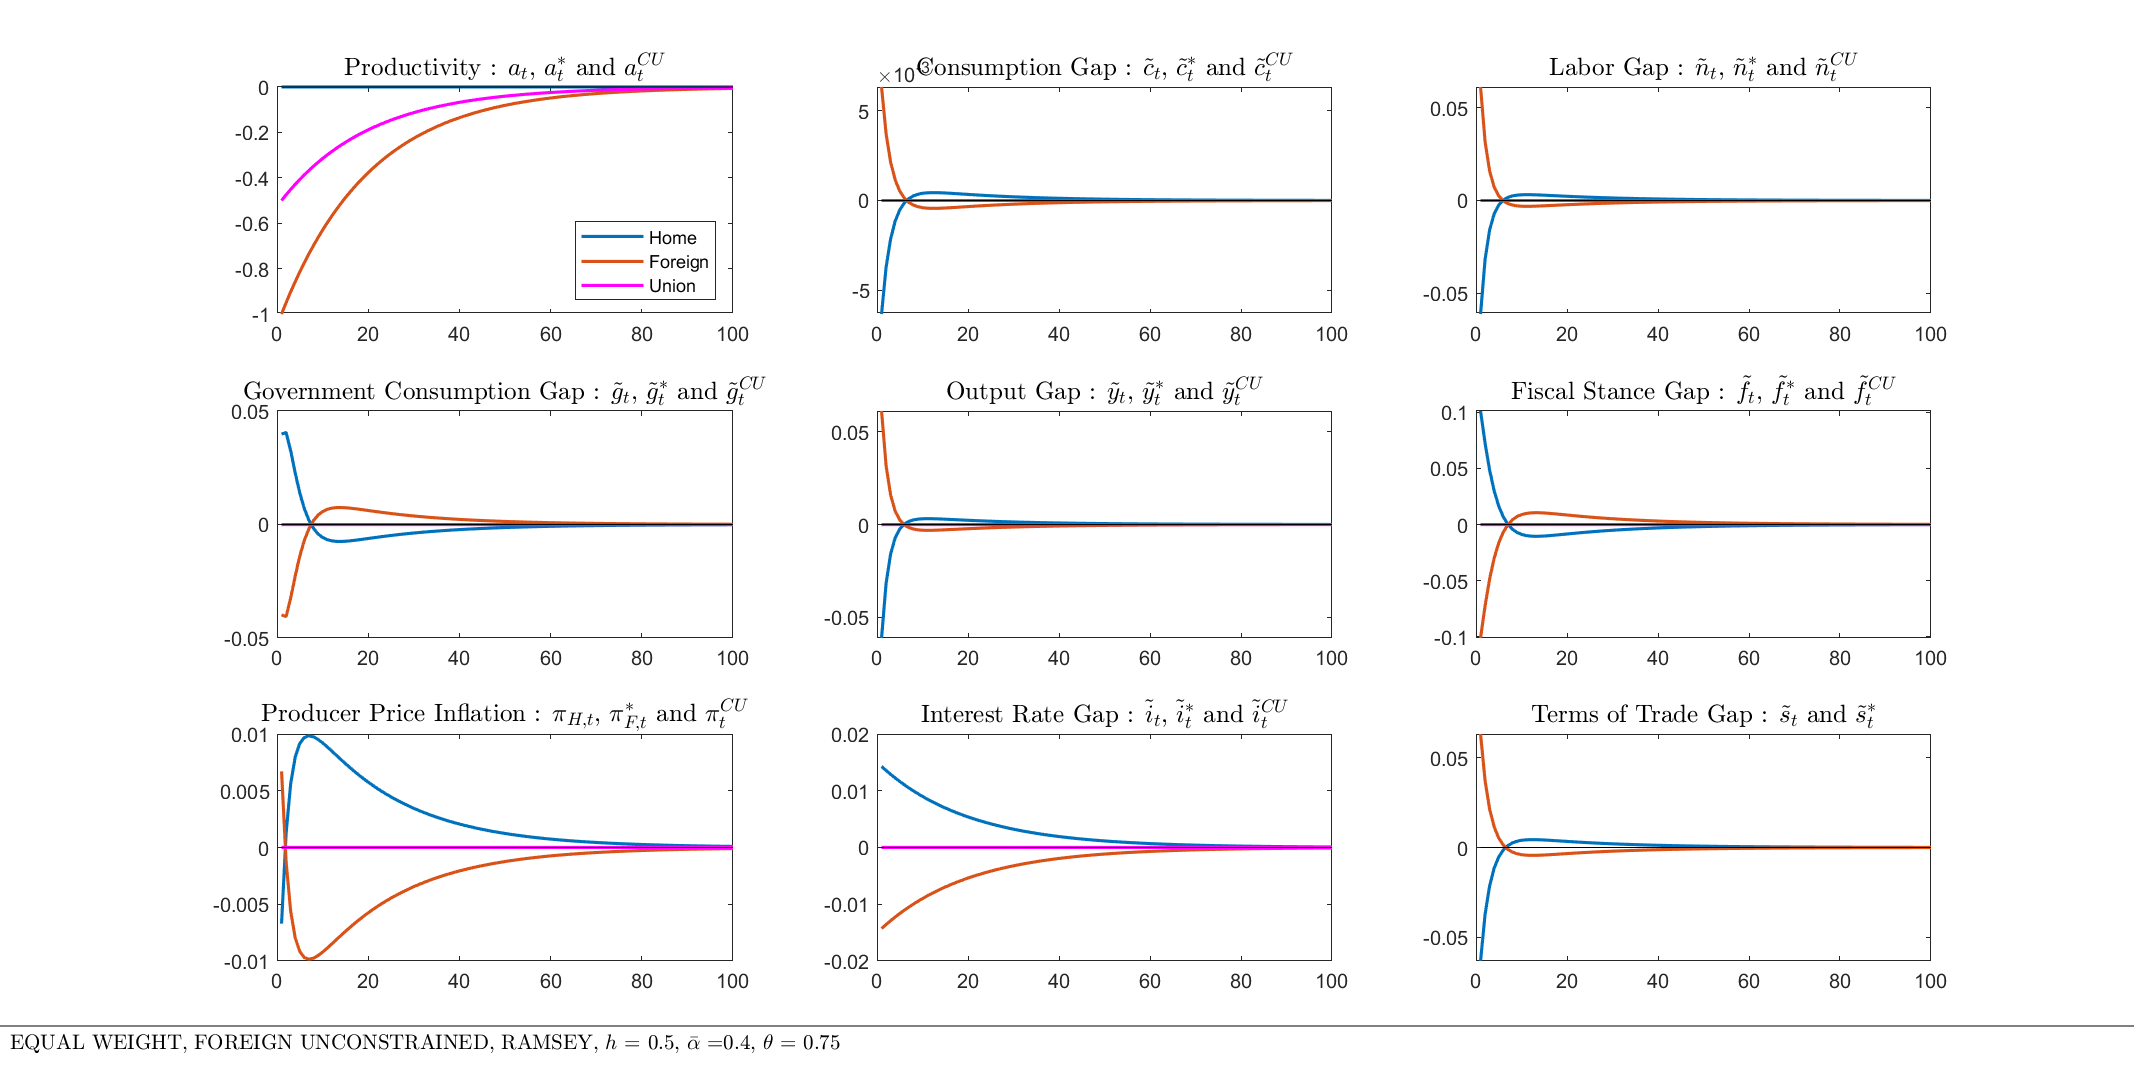 Productivity : a_t, a_t^* and a_t^{CU}
0
-0.2
-0.4
-0.6
-0.8
-1
0 20 40 60 80 100
Home
Foreign
Union
Consumption Gap : c̃_t, c̃_t^* and c̃_t^{CU}
5
0
-5
0 20 40 60 80 100
Labor Gap : ñ_t, ñ_t^* and ñ_t^{CU}
0.05
0
-0.05
0 20 40 60 80 100
Government Consumption Gap : g̃_t, g̃_t^* and g̃_t^{CU}
0.05
0
-0.05
0 20 40 60 80 100
Output Gap : ỹ_t, ỹ_t^* and ỹ_t^{CU}
0.05
0
-0.05
0 20 40 60 80 100
Fiscal Stance Gap : f̃_t, f̃_t^* and f̃_t^{CU}
0.1
0.05
0
-0.05
-0.1
0 20 40 60 80 100
Producer Price Inflation : π_{H,t}, π_{F,t}^* and π_t^{CU}
0.01
0.005
0
-0.005
-0.01
0 20 40 60 80 100
Interest Rate Gap : ĩ_t, ĩ_t^* and ĩ_t^{CU}
0.02
0.01
0
-0.01
-0.02
0 20 40 60 80 100
Terms of Trade Gap : s̃_t and s̃_t^*
0.05
0
-0.05
0 20 40 60 80 100
EQUAL WEIGHT, FOREIGN UNCONSTRAINED, RAMSEY, h = 0.5, ᾱ =0.4, θ = 0.75